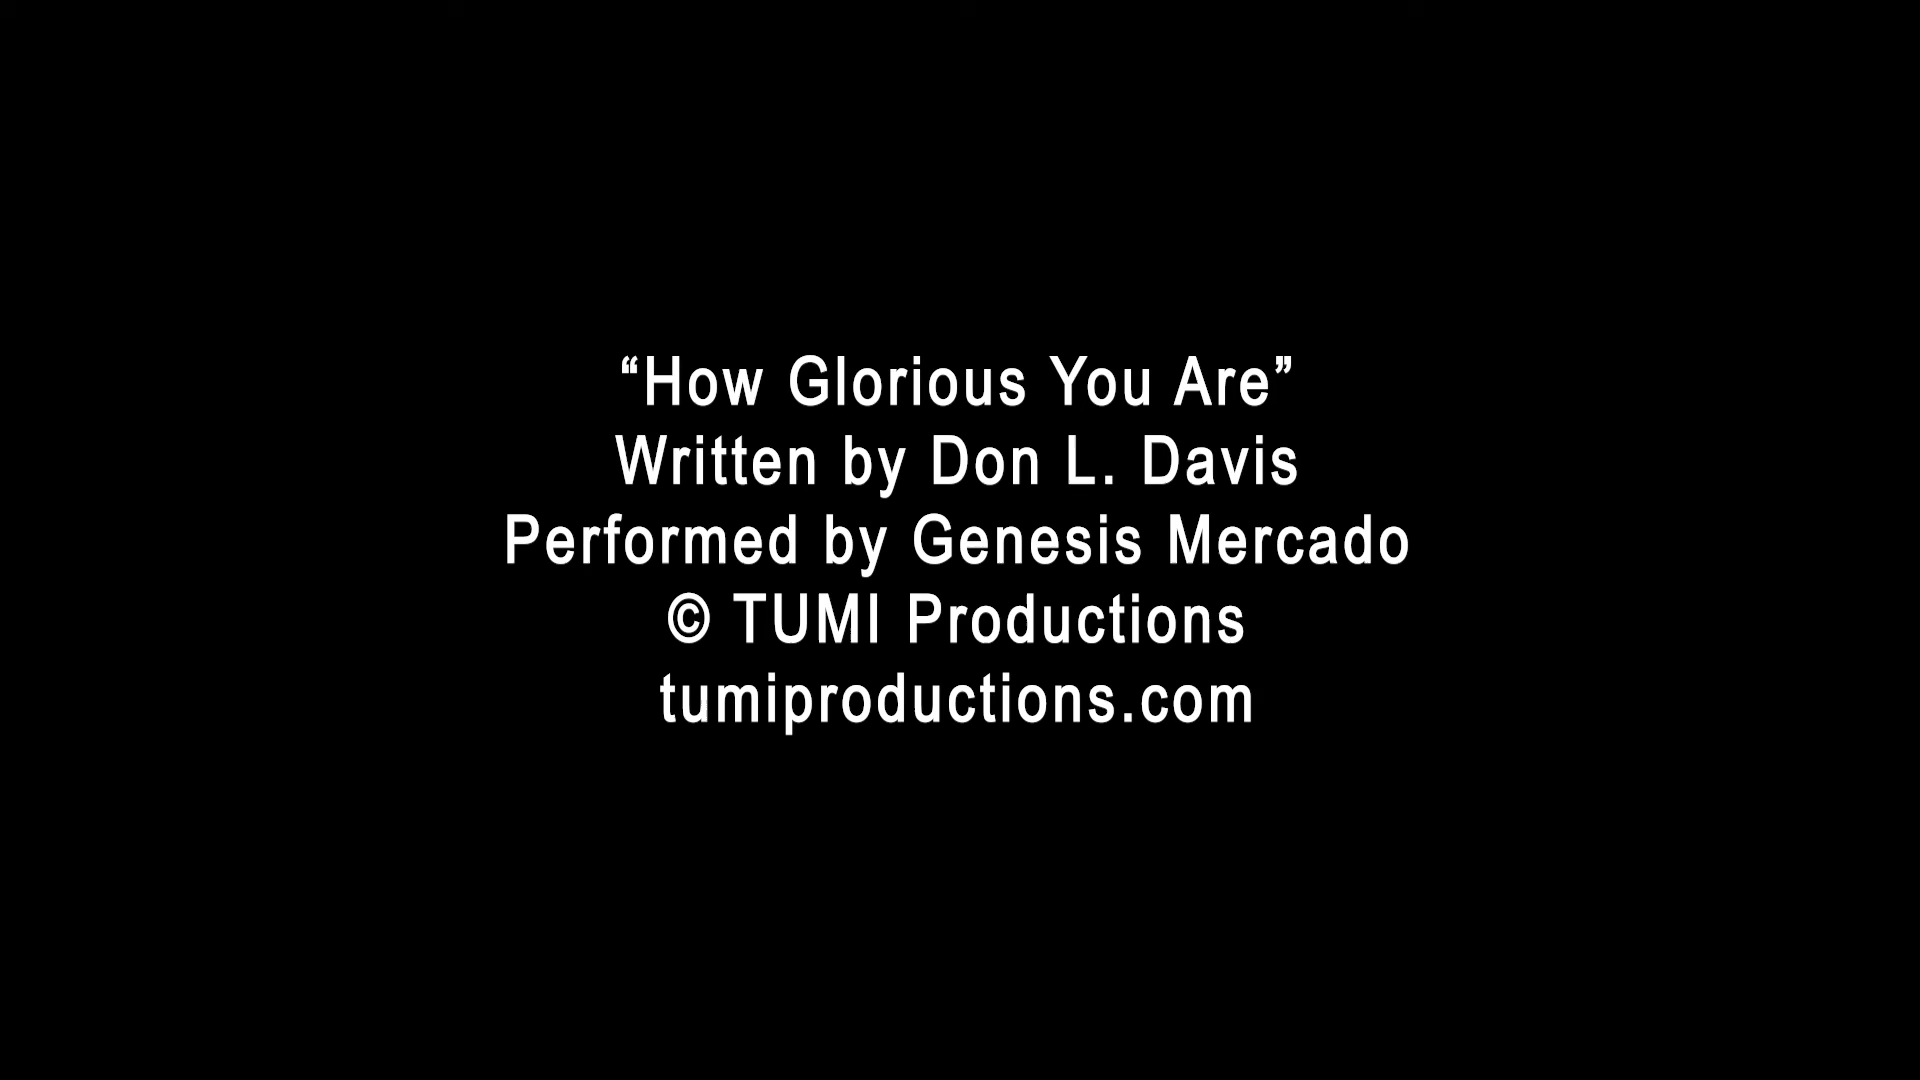 “How Glorious You Are”
Written by Don L. Davis
Performed by Genesis Mercado
© TUMI Productions
tumiproductions.com